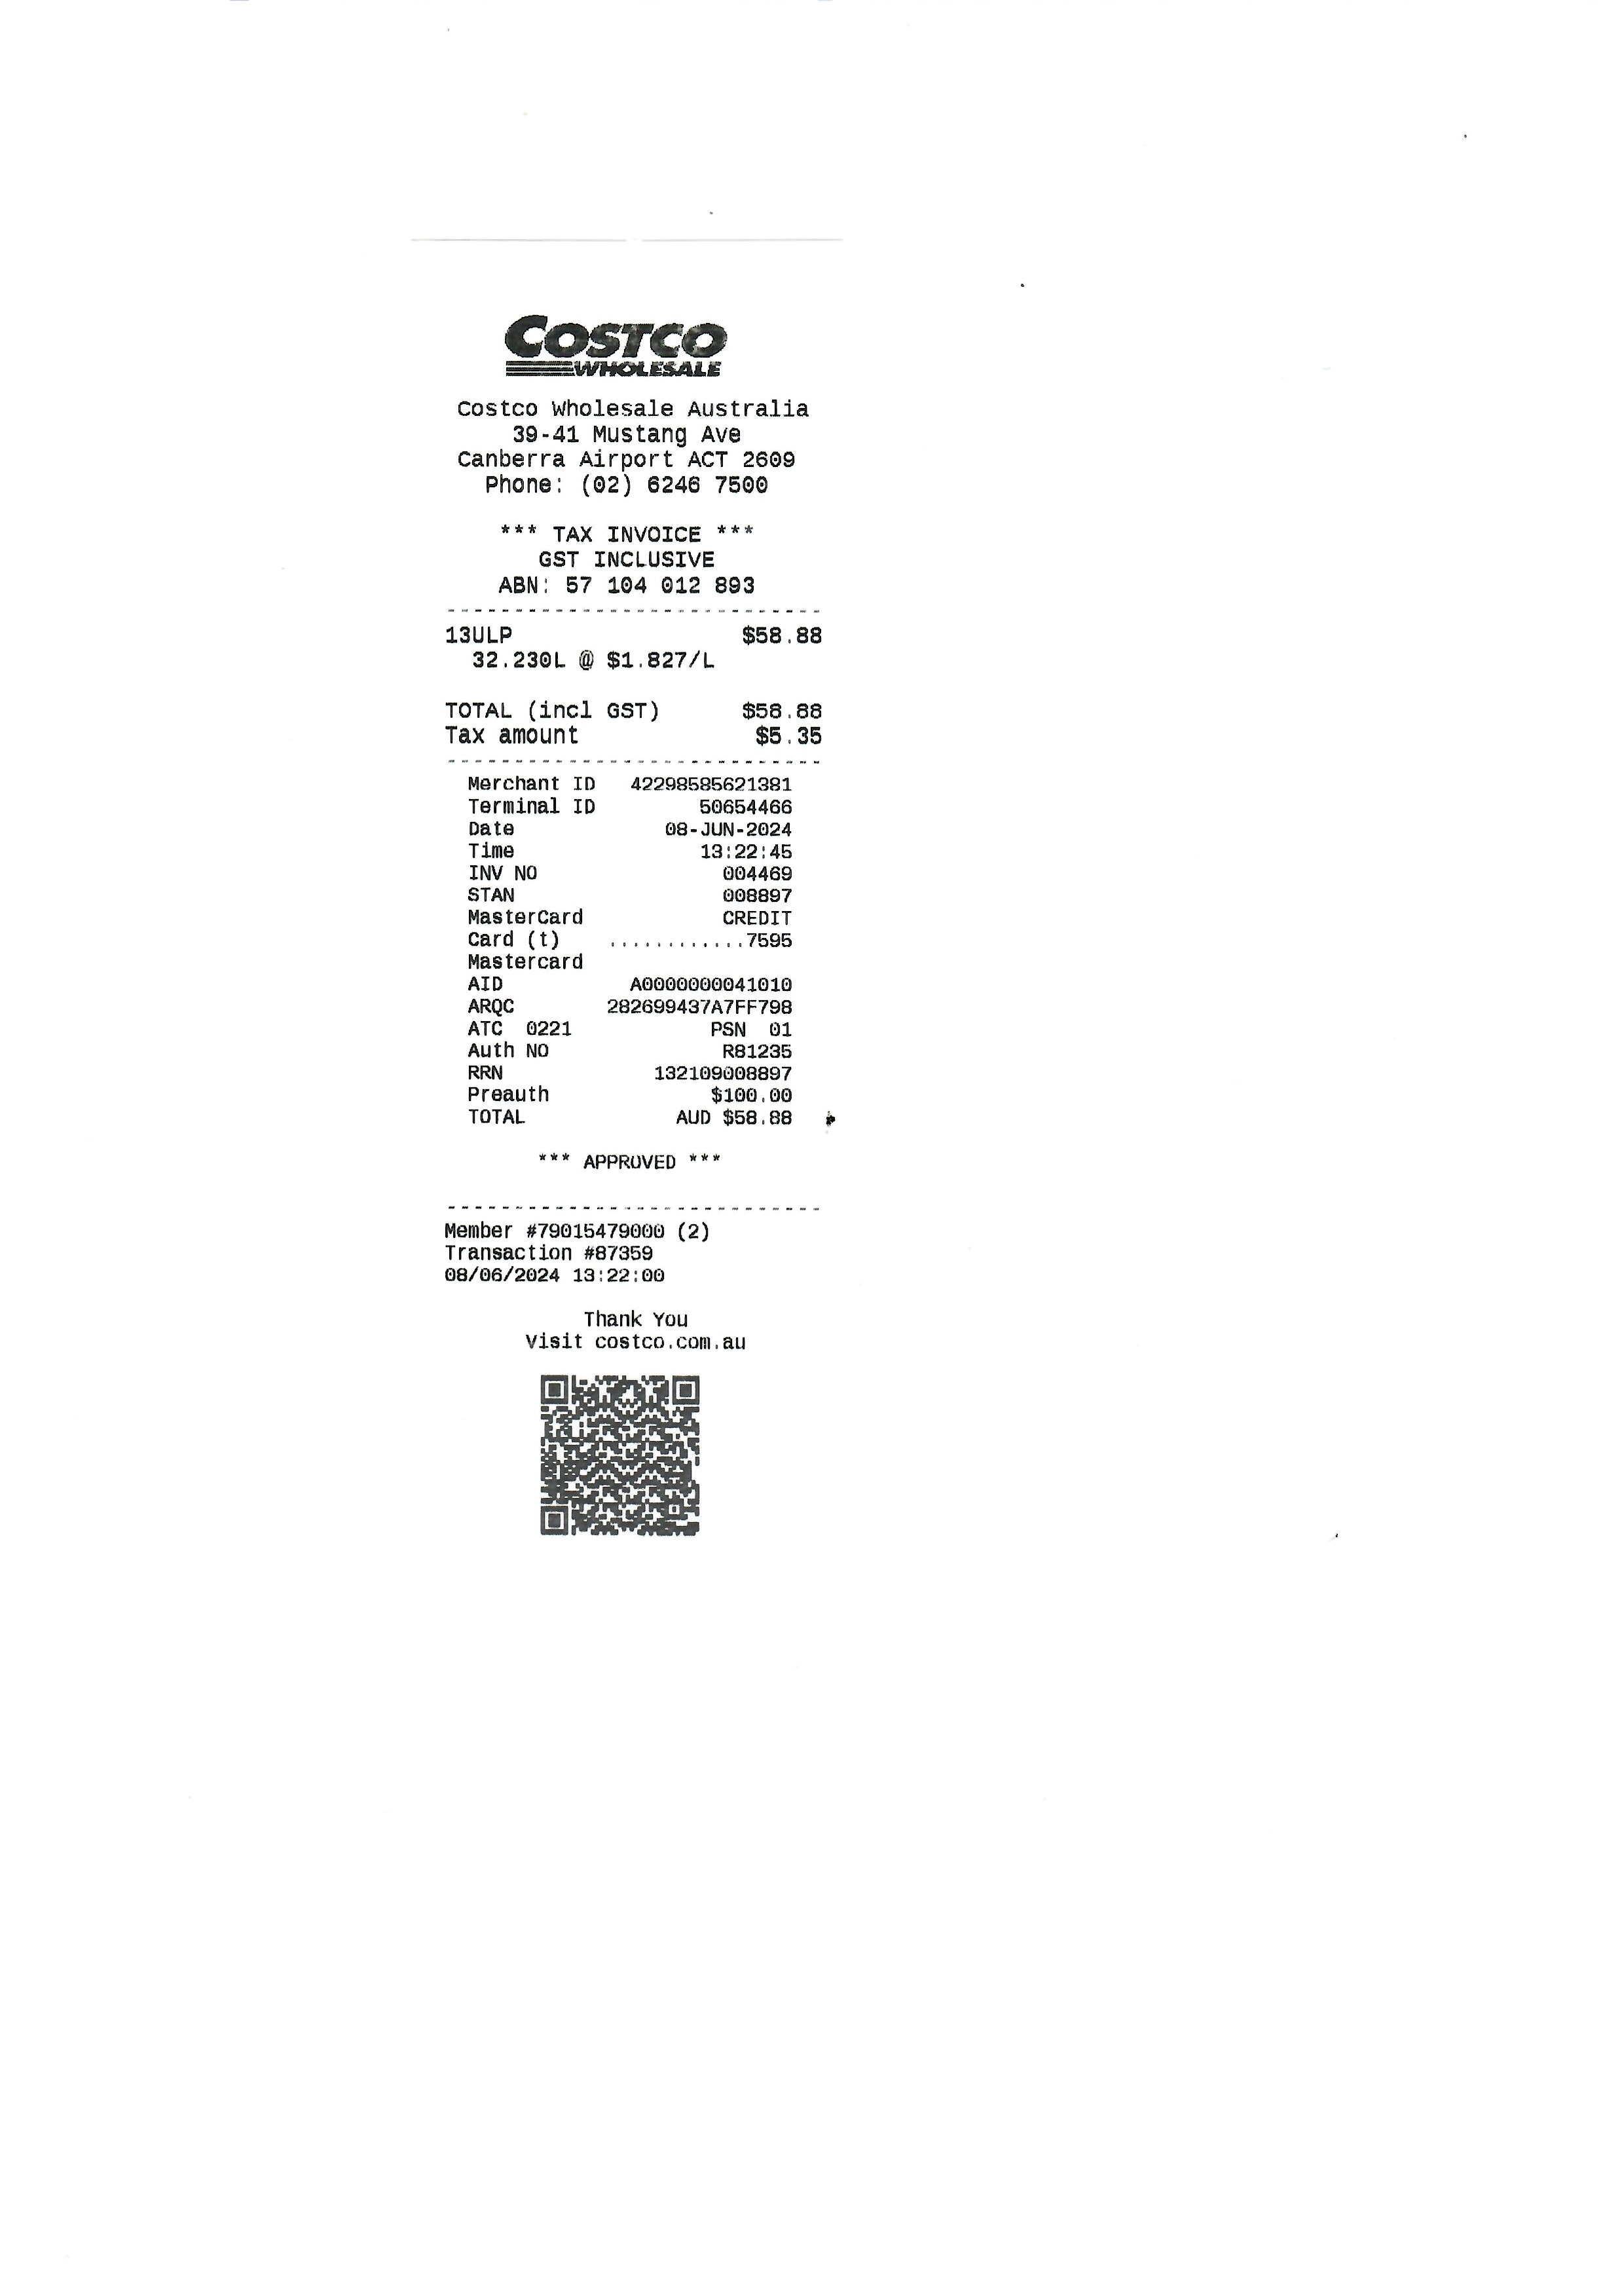 COSTCO
WHOLESALE
Costco Wholesale Australia
39-41 Mustang Ave
Canberra Airport ACT 2609
Phone: (02) 6246 7500
*** TAX INVOICE ***
GST INCLUSIVE
ABN: 57 104 012 893
----------------------------
13ULP $58.88
32.230L @ $1.827/L
TOTAL (incl GST) $58.88
Tax amount $5.35
----------------------------
Merchant ID 42298585621381
Terminal ID 50654466
Date 08-JUN-2024
Time 13:22:45
INV NO 004469
STAN 008897
MasterCard CREDIT
Card (t) ............7595
Mastercard
AID A0000000041010
ARQC 282699437A7FF798
ATC 0221 PSN 01
Auth NO R81235
RRN 132109008897
Preauth $100.00
TOTAL AUD $58.88
*** APPROVED ***
----------------------------
Member #79015479000 (2)
Transaction #87359
08/06/2024 13:22:00
Thank You
Visit costco.com.au